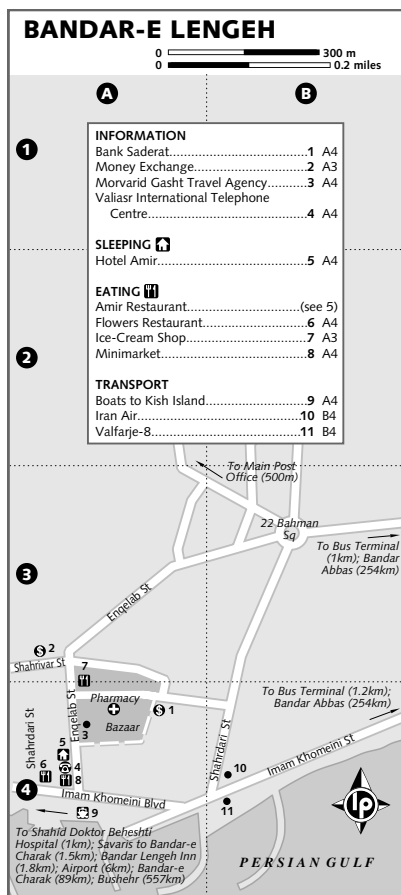 BANDAR-E LENGEH
0 300 m
0 0.2 miles
A B
1
INFORMATION
Bank Saderat..................................1 A4
Money Exchange............................2 A3
Morvarid Gasht Travel Agency..........3 A4
Valiasr International Telephone
Centre........................................4 A4
SLEEPING
Hotel Amir.....................................5 A4
EATING
Amir Restaurant............................(see 5)
Flowers Restaurant..........................6 A4
Ice-Cream Shop..............................7 A3
Minimarket.....................................8 A4
TRANSPORT
Boats to Kish Island.........................9 A4
Iran Air........................................10 B4
Valfarje-8.....................................11 B4
2
To Main Post
Office (500m)
22 Bahman
Sq
To Bus Terminal
(1km); Bandar
Abbas (254km)
3
Enqelab St
2
Shahrivar St
7
To Bus Terminal (1.2km);
Bandar Abbas (254km)
Pharmacy
1
Bazaar
3
Enqelab St
Shahrdari St
Shahrdari St
Imam Khomeini St
5
4
6
8
10
4
Imam Khomeini Blvd
9
11
lp
To Shahid Doktor Beheshti
Hospital (1km); Savaris to Bandar-e
Charak (1.5km); Bandar Lengeh Inn
(1.8km); Airport (6km); Bandar-e
Charak (89km); Bushehr (557km)
PERSIAN GULF